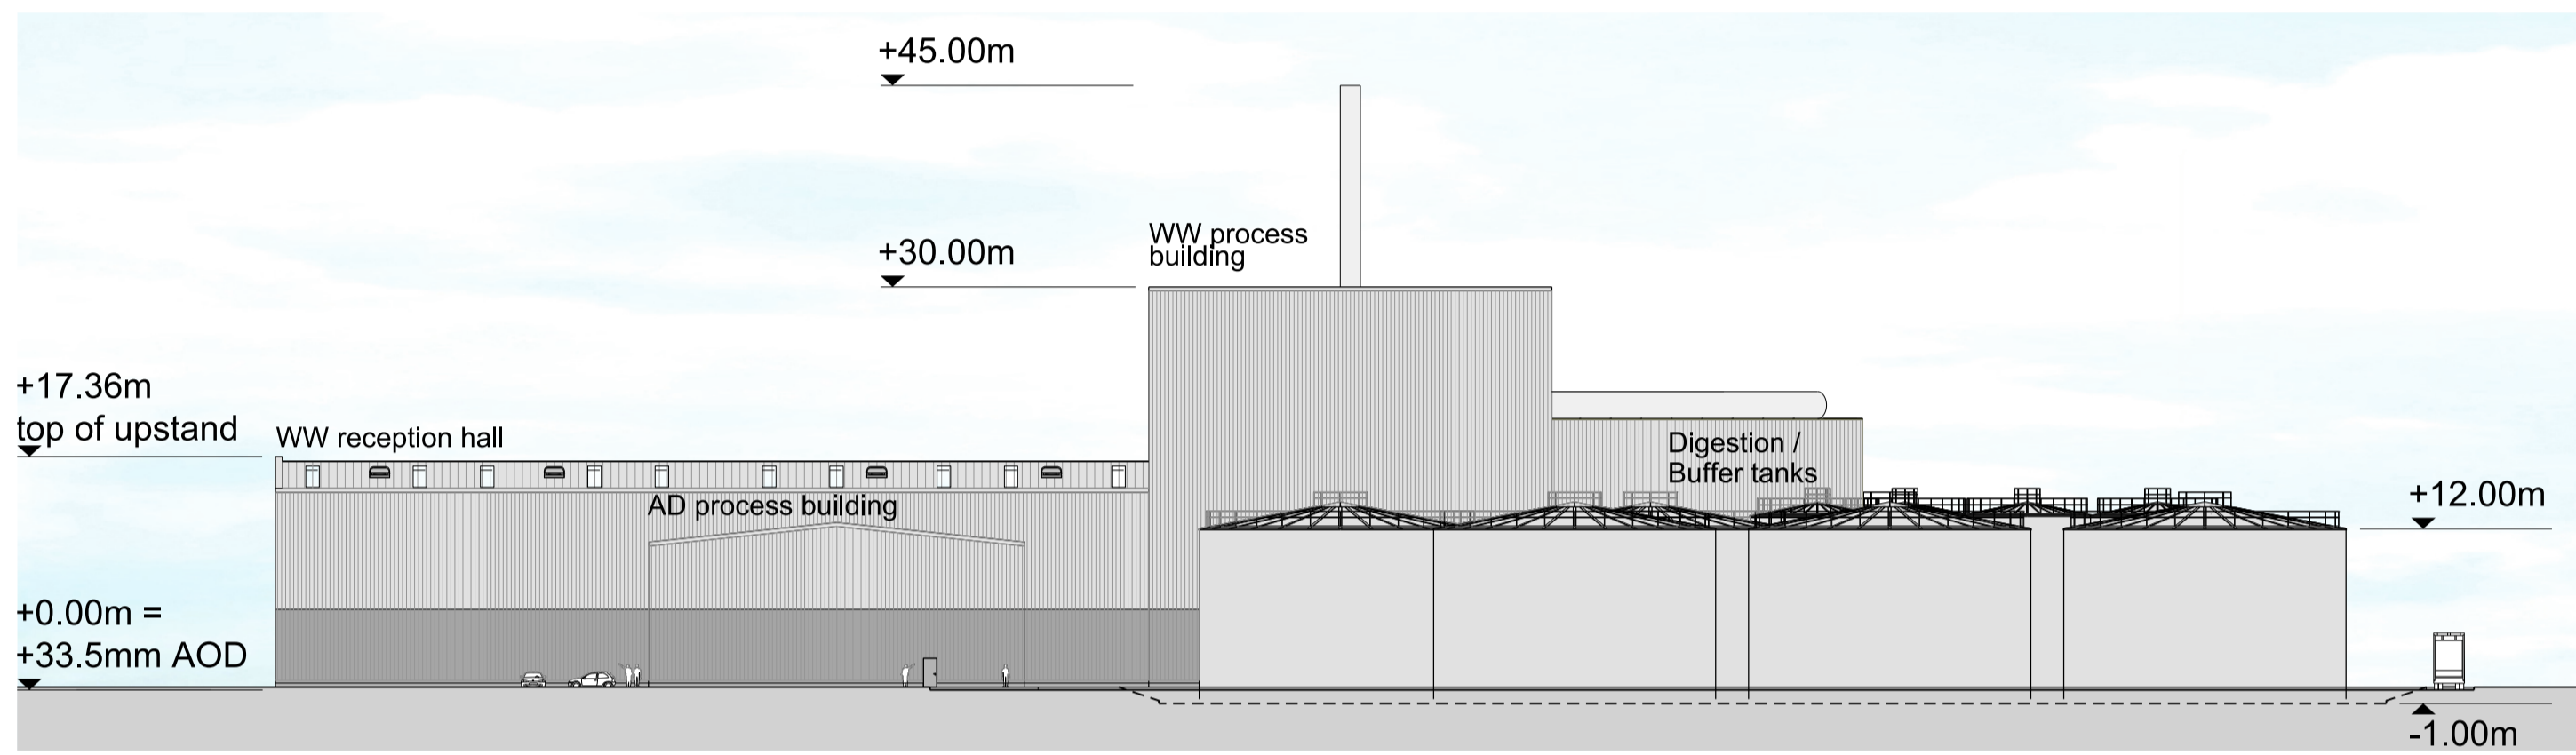 +45.00m
WW process
building
+30.00m
+17.36m
top of upstand
WW reception hall
Digestion /
Buffer tanks
AD process building
+12.00m
+0.00m =
+33.5mm AOD
-1.00m